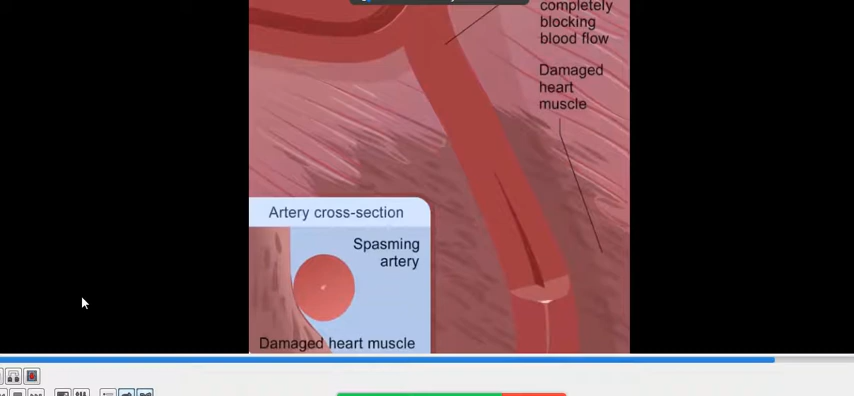 completely
blocking
blood flow
Damaged
heart
muscle
Artery cross-section
Spasming
artery
Damaged heart muscle